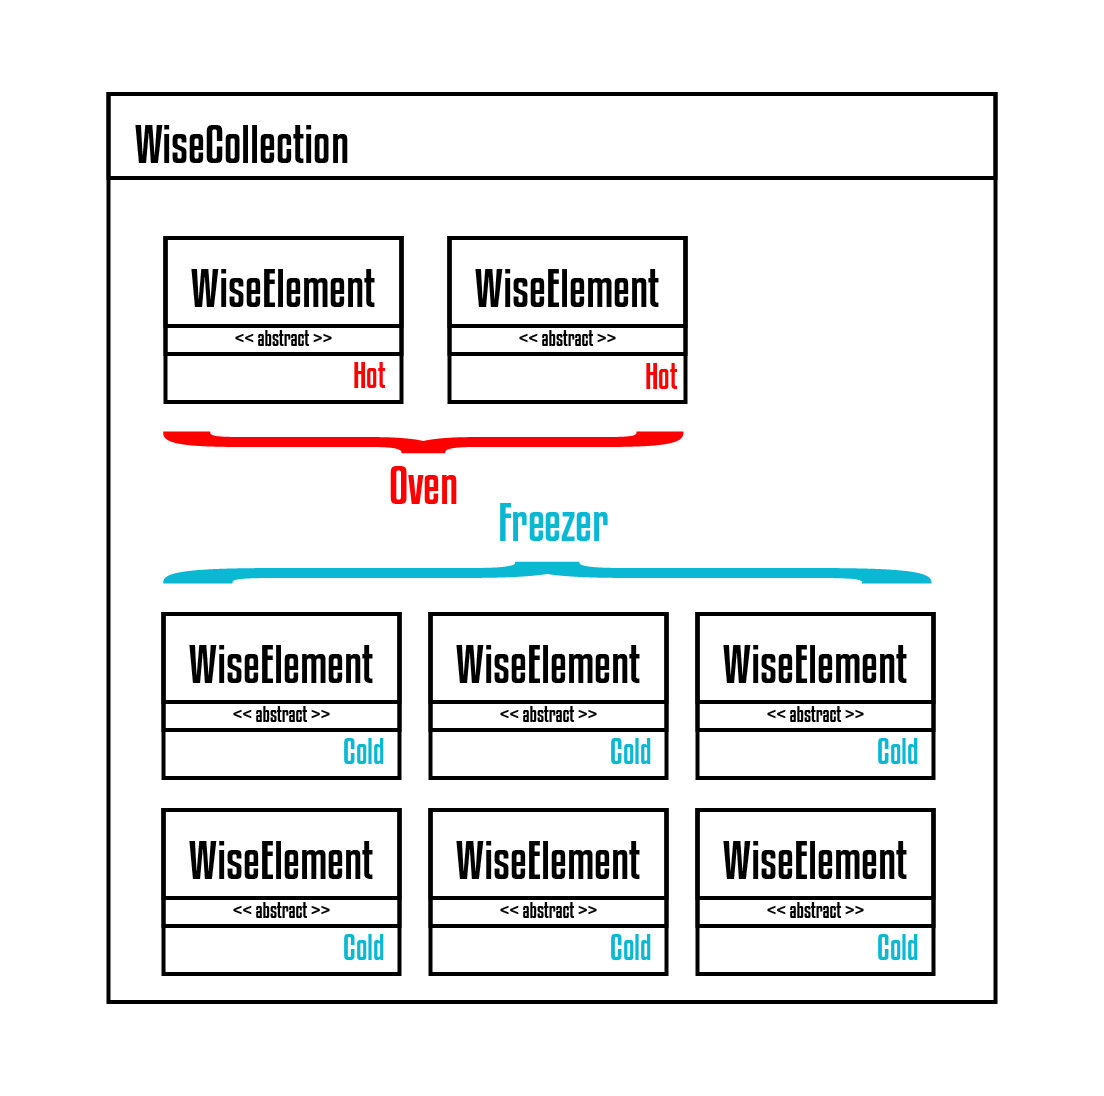 WiseCollection
WiseElement WiseElement
<< abstract >> << abstract >>
Hot Hot
Oven
Freezer
WiseElement WiseElement WiseElement
<< abstract >> << abstract >> << abstract >>
Cold Cold Cold
WiseElement WiseElement WiseElement
<< abstract >> << abstract >> << abstract >>
Cold Cold Cold